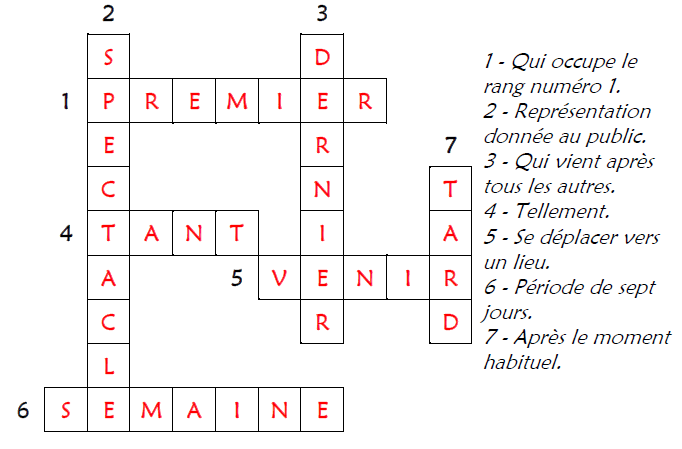 2 3
S D
1 P R E M I E R
E R 7
C N T
4 T A N T I A
A 5 V E N I R
C R D
L
6 S E M A I N E
1 - Qui occupe le
rang numéro 1.
2 - Représentation
donnée au public.
3 - Qui vient après
tous les autres.
4 - Tellement.
5 - Se déplacer vers
un lieu.
6 - Période de sept
jours.
7 - Après le moment
habituel.